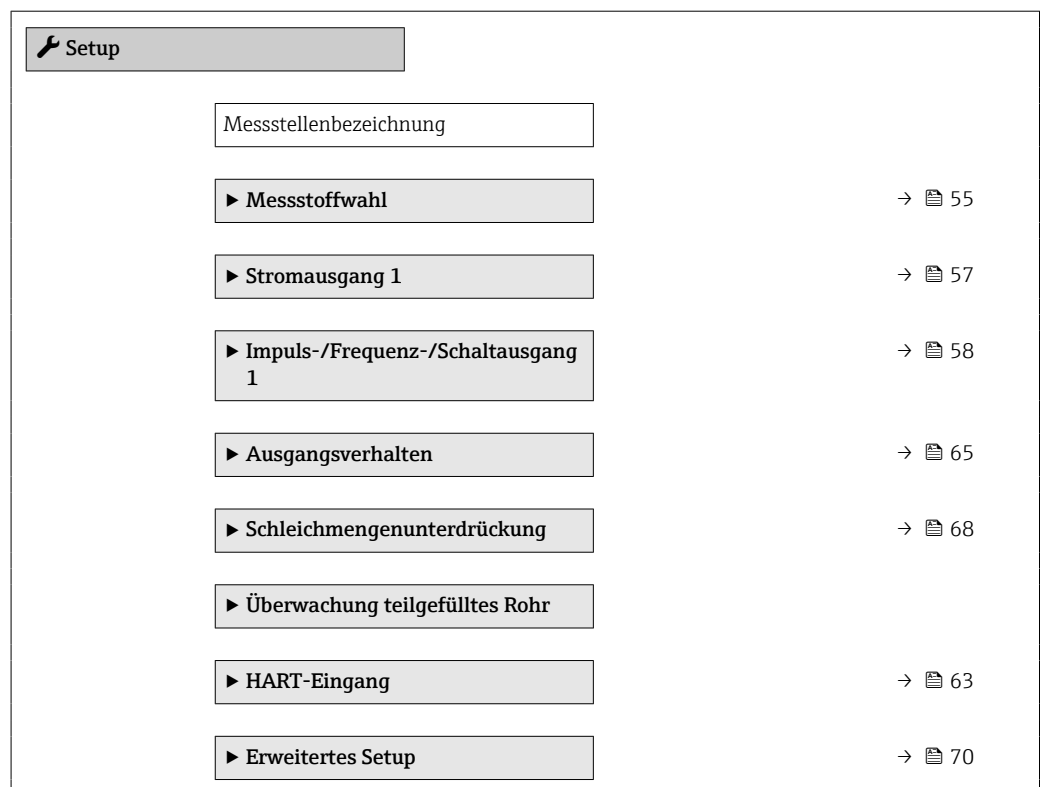 Setup
Messstellenbezeichnung
▶ Messstoffwahl → 55
▶ Stromausgang 1 → 57
▶ Impuls-/Frequenz-/Schaltausgang → 58
1
▶ Ausgangsverhalten → 65
▶ Schleichmengenunterdrückung → 68
▶ Überwachung teilgefülltes Rohr
▶ HART-Eingang → 63
▶ Erweitertes Setup → 70